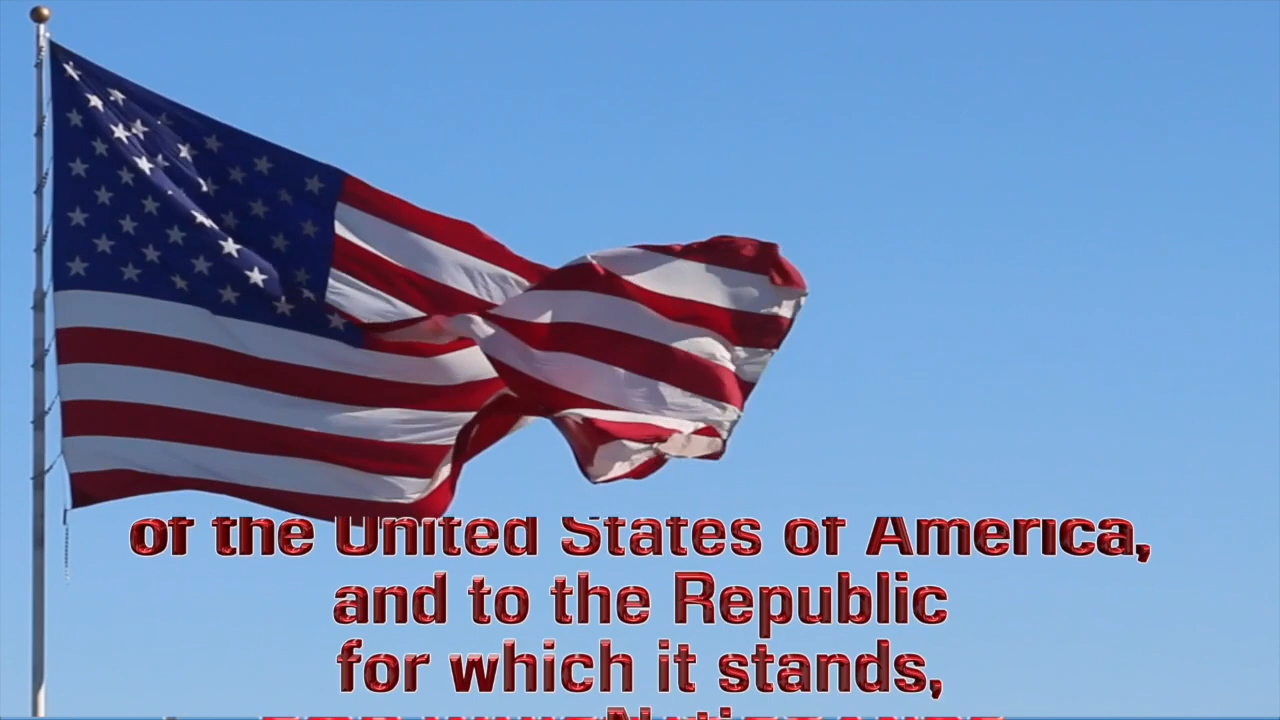 of the United States of America,
and to the Republic
for which it stands,